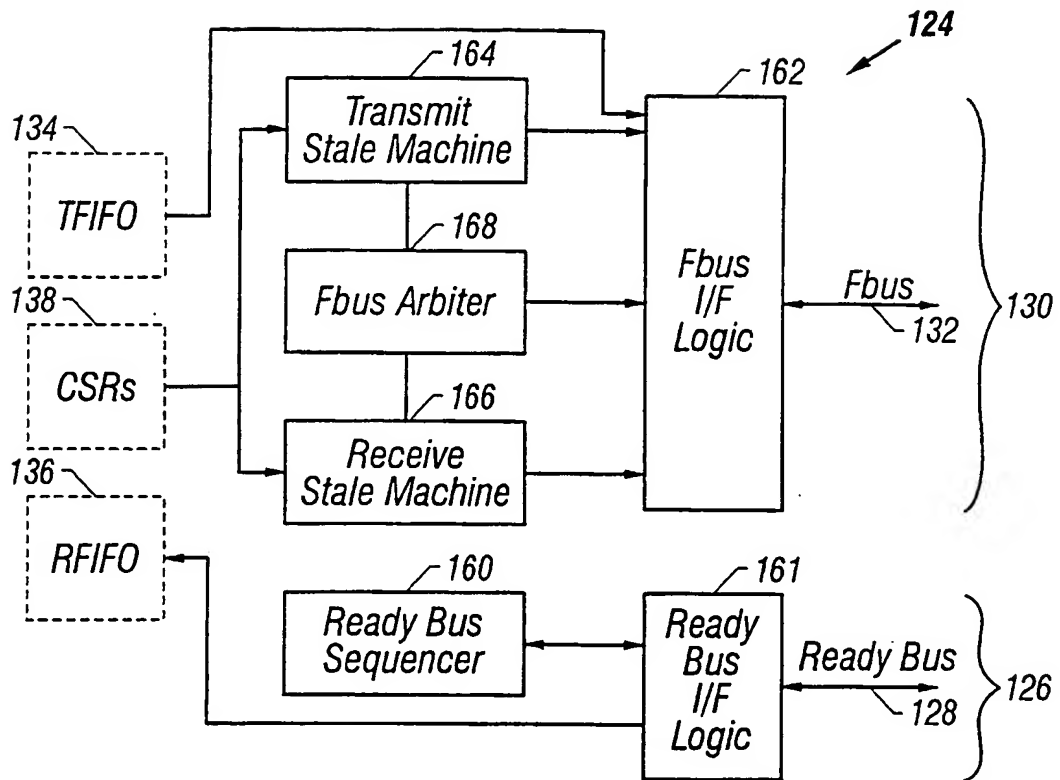 124
164
Transmit
Stale Machine
162
134
TFIFO
168
Fbus Arbiter
Fbus
I/F
Logic
Fbus
132
130
138
CSRs
166
Receive
Stale Machine
136
RFIFO
160
Ready Bus
Sequencer
161
Ready
Bus
I/F
Logic
Ready Bus
128
126